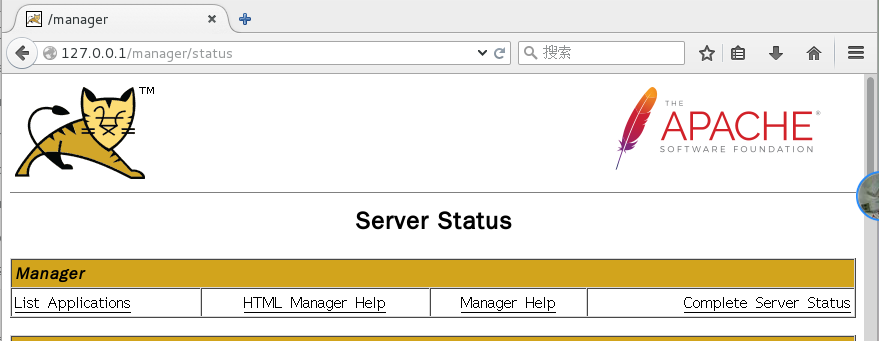 /manager
127.0.0.1/manager/status
搜索
TM
THE
APACHE®
SOFTWARE FOUNDATION
Server Status
Manager
List Applications
HTML Manager Help
Manager Help
Complete Server Status